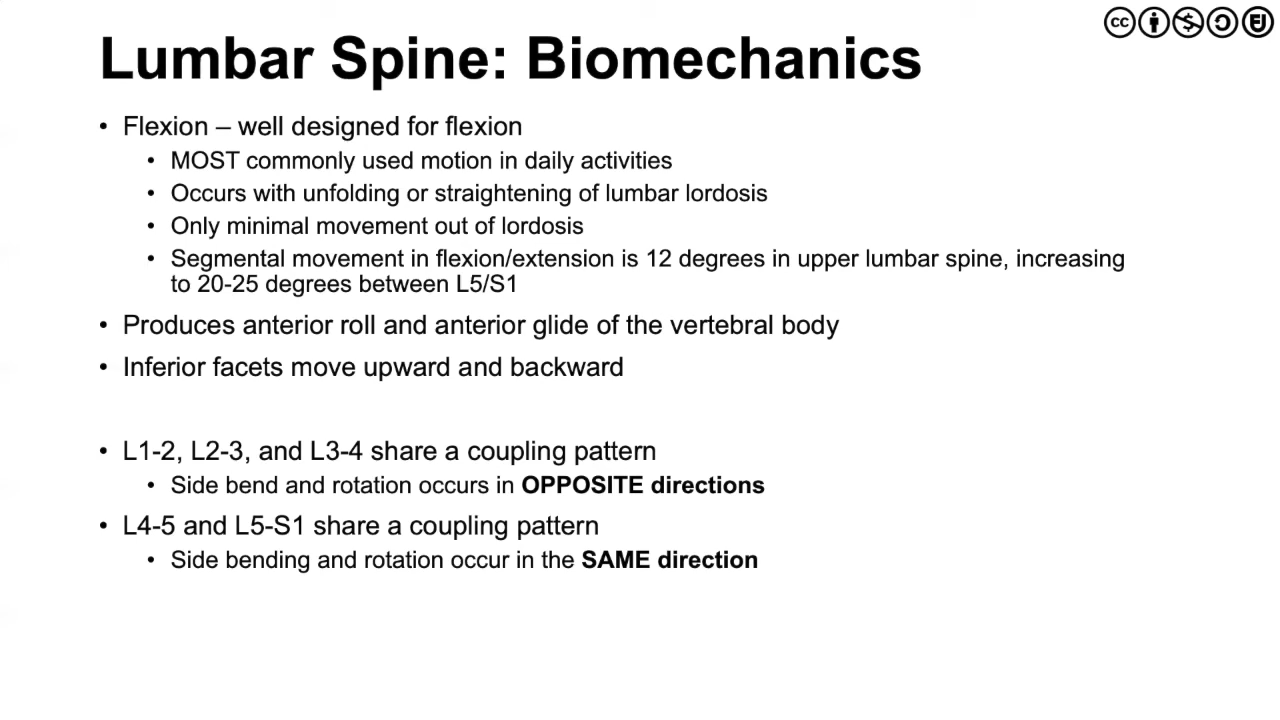 Lumbar Spine: Biomechanics
• Flexion – well designed for flexion
• MOST commonly used motion in daily activities
• Occurs with unfolding or straightening of lumbar lordosis
• Only minimal movement out of lordosis
• Segmental movement in flexion/extension is 12 degrees in upper lumbar spine, increasing
to 20-25 degrees between L5/S1
• Produces anterior roll and anterior glide of the vertebral body
• Inferior facets move upward and backward
• L1-2, L2-3, and L3-4 share a coupling pattern
• Side bend and rotation occurs in OPPOSITE directions
• L4-5 and L5-S1 share a coupling pattern
• Side bending and rotation occur in the SAME direction